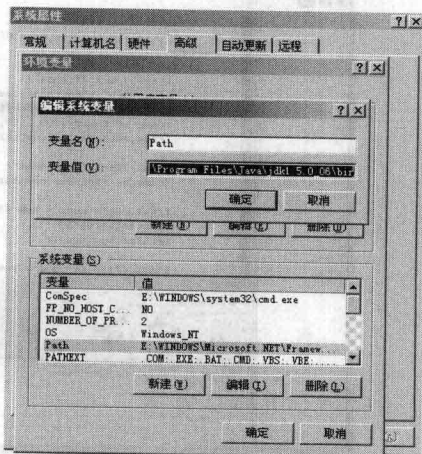 系统属性
常规 计算机名 硬件 高级 自动更新 远程
环境变量
编辑系统变量
变量名(N): Path
变量值(V): \Program Files\Java\jdk1.5.0_06\bin
确定 取消
新建(N) 编辑(E) 删除(D)
系统变量(S)
变量 值
ComSpec E:\WINDOWS\system32\cmd.exe
FP_NO_HOST_C... NO
NUMBER_OF_PR... 2
OS Windows_NT
Path E:\WINDOWS\Microsoft.NET\Framew...
PATHEXT .COM;.EXE;.BAT;.CMD;.VBS;.VBE;...
新建(W) 编辑(I) 删除(L)
确定 取消